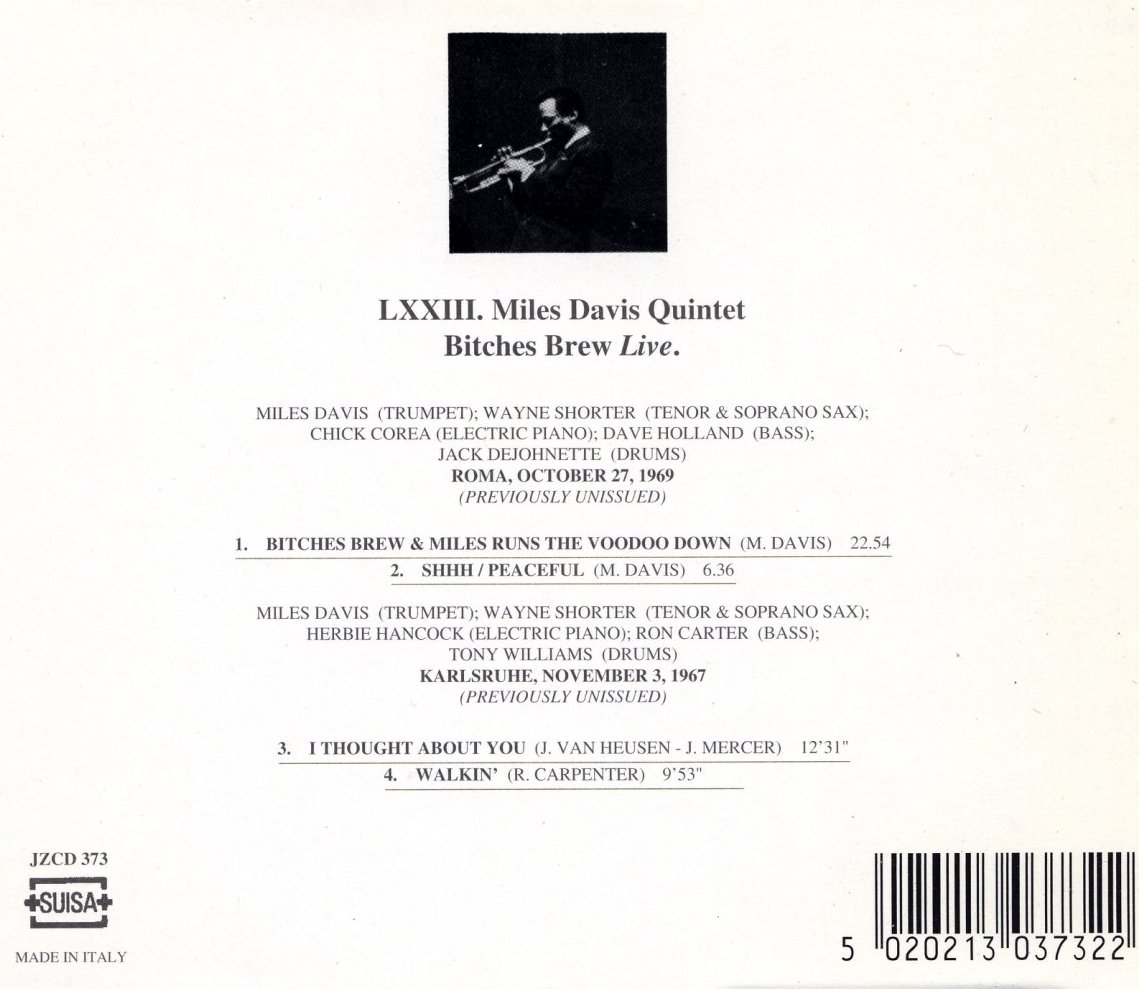 LXXIII. Miles Davis Quintet
Bitches Brew Live.
MILES DAVIS (TRUMPET); WAYNE SHORTER (TENOR & SOPRANO SAX);
CHICK COREA (ELECTRIC PIANO); DAVE HOLLAND (BASS);
JACK DEJOHNETTE (DRUMS)
ROMA, OCTOBER 27, 1969
(PREVIOUSLY UNISSUED)
1. BITCHES BREW & MILES RUNS THE VOODOO DOWN (M. DAVIS) 22.54
2. SHHH / PEACEFUL (M. DAVIS) 6.36
MILES DAVIS (TRUMPET); WAYNE SHORTER (TENOR & SOPRANO SAX);
HERBIE HANCOCK (ELECTRIC PIANO); RON CARTER (BASS);
TONY WILLIAMS (DRUMS)
KARLSRUHE, NOVEMBER 3, 1967
(PREVIOUSLY UNISSUED)
3. I THOUGHT ABOUT YOU (J. VAN HEUSEN - J. MERCER) 12'31"
4. WALKIN' (R. CARPENTER) 9'53"
JZCD 373
SUISA
MADE IN ITALY
5 020213 037322